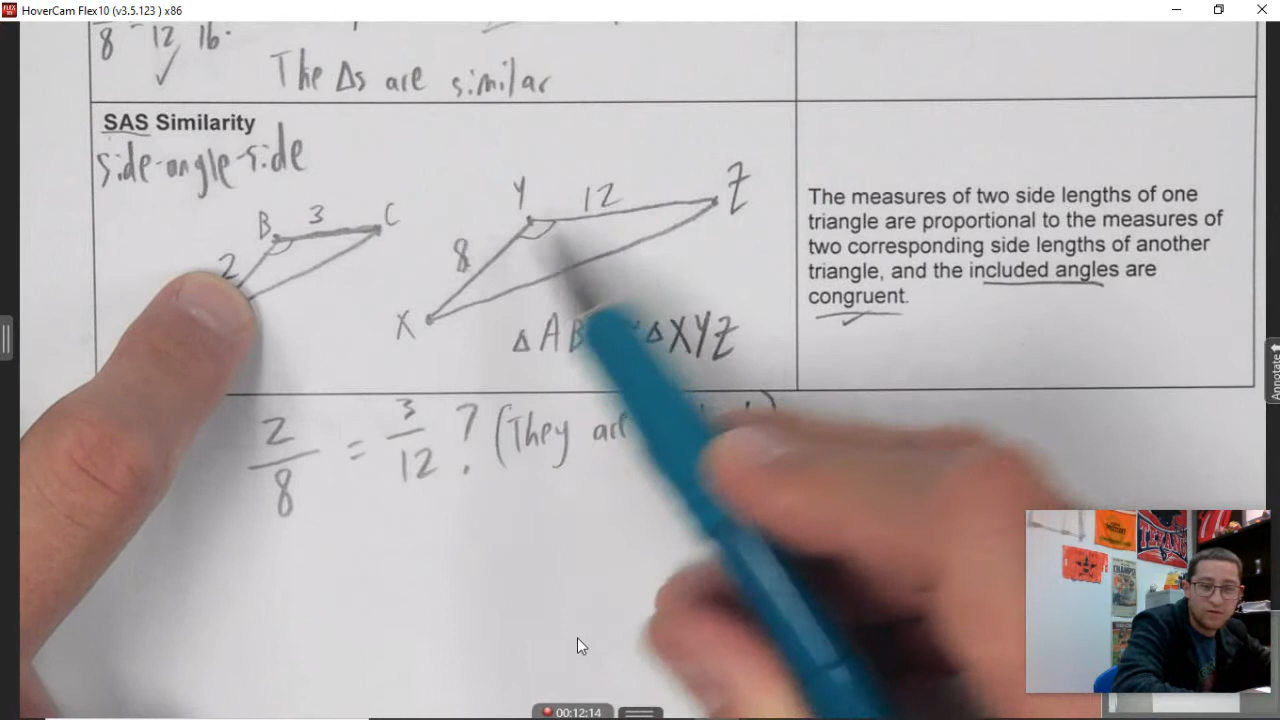 HoverCam Flex10 (v3.5.123) x86
8 = 12 16.
✓ The Δs are similar
SAS Similarity
side-angle-side
B 3 C
2
Y 12 Z
8
X
Δ A B Δ XYZ
The measures of two side lengths of one
triangle are proportional to the measures of
two corresponding side lengths of another
triangle, and the included angles are
congruent.
2/8 = 3/12 ? (They are )
Annotate
TEXANS
00:12:14